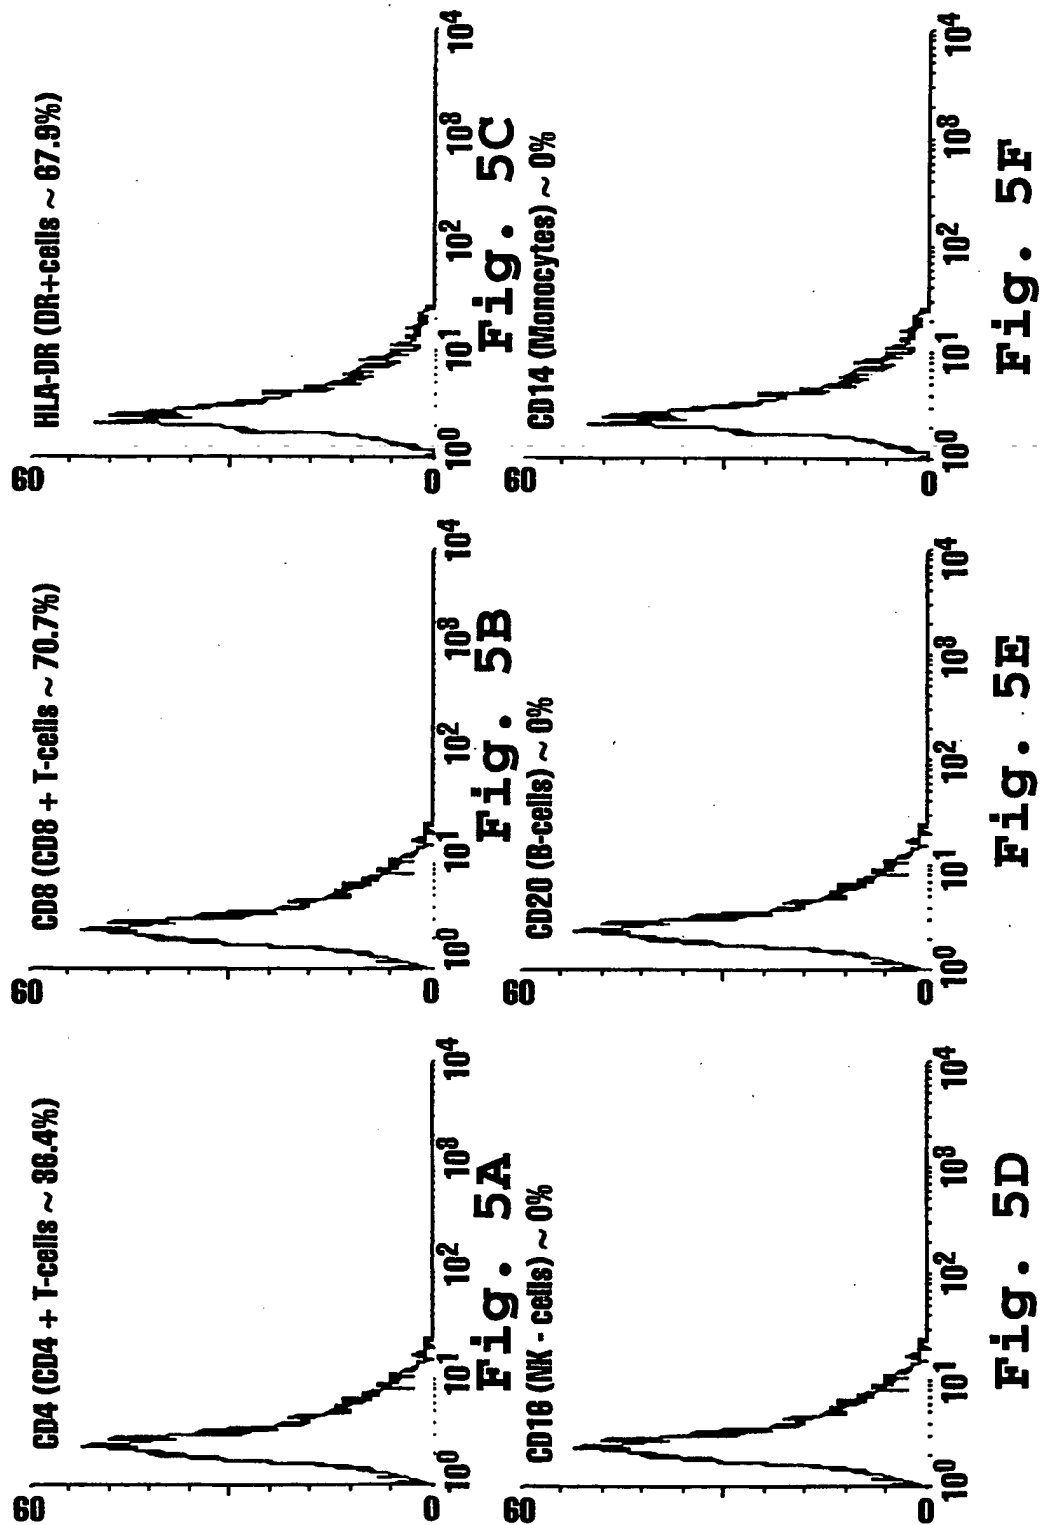 CD4 (CD4 + T-cells ~ 36.4%)
60
0
10⁰ 10¹ 10² 10³ 10⁴
Fig. 5A
CD8 (CD8 + T-cells ~ 70.7%)
60
0
10⁰ 10¹ 10² 10³ 10⁴
Fig. 5B
HLA-DR (DR+cells ~ 67.9%)
60
0
10⁰ 10¹ 10² 10³ 10⁴
Fig. 5C
CD16 (NK - cells) ~ 0%
60
0
10⁰ 10¹ 10² 10³ 10⁴
Fig. 5D
CD20 (B-cells) ~ 0%
60
0
10⁰ 10¹ 10² 10³ 10⁴
Fig. 5E
CD14 (Monocytes) ~ 0%
60
0
10⁰ 10¹ 10² 10³ 10⁴
Fig. 5F